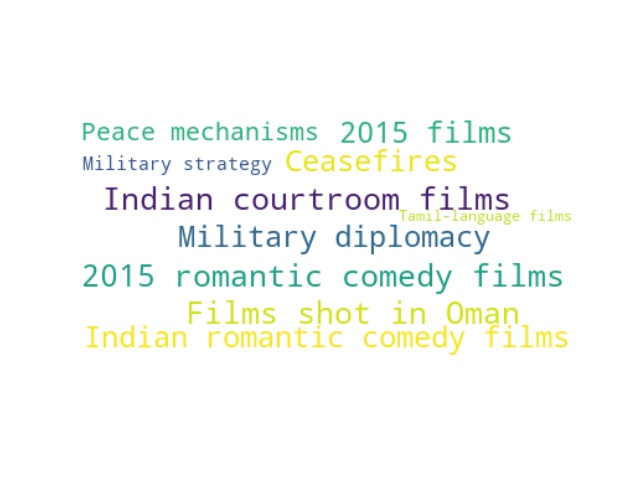 Peace mechanisms 2015 films
Military strategy Ceasefires
Indian courtroom films
Tamil-language films
Military diplomacy
2015 romantic comedy films
Films shot in Oman
Indian romantic comedy films